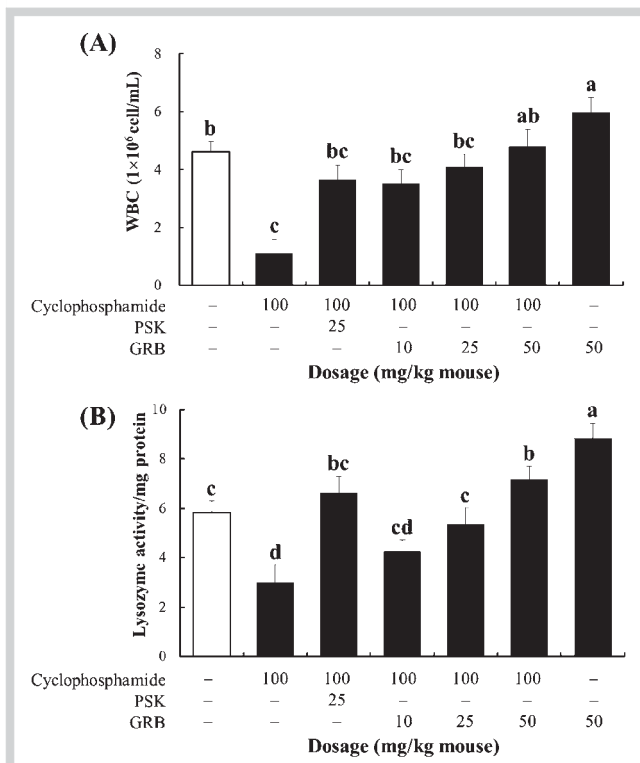 (A)
WBC (1×10⁶ cell/mL)
8
6
4
2
0
b
c
bc
bc
bc
ab
a
Cyclophosphamide – 100 100 100 100 100 –
PSK – – 25 – – – –
GRB – – – 10 25 50 50
Dosage (mg/kg mouse)
(B)
Lysozyme activity/mg protein
10
8
6
4
2
0
c
d
bc
cd
c
b
a
Cyclophosphamide – 100 100 100 100 100 –
PSK – – 25 – – – –
GRB – – – 10 25 50 50
Dosage (mg/kg mouse)